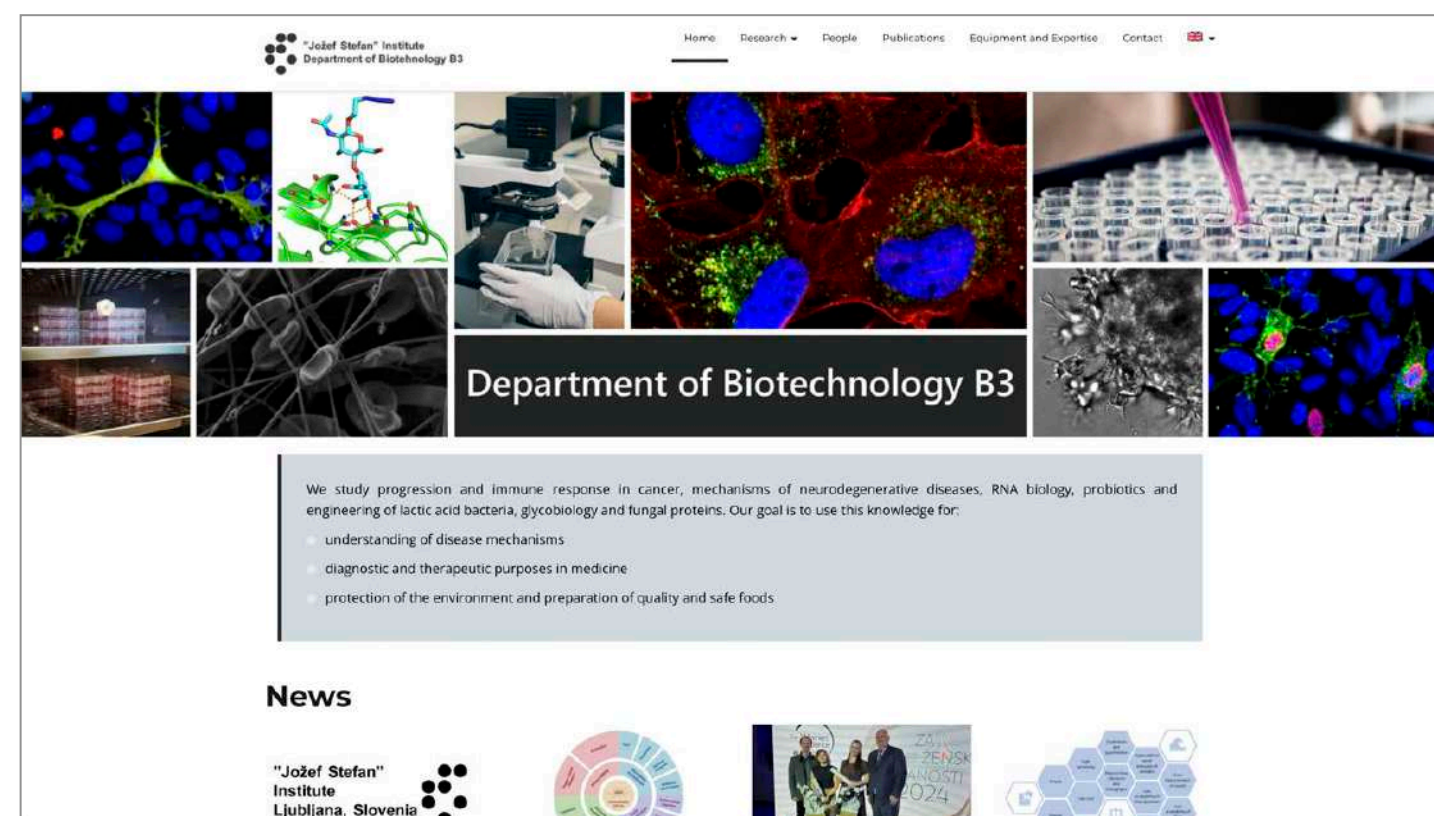 "Jožef Stefan" Institute
Department of Biotehnology B3
Home Research People Publications Equipment and Expertise Contact
Department of Biotechnology B3
We study progression and immune response in cancer, mechanisms of neurodegenerative diseases, RNA biology, probiotics and
engineering of lactic acid bacteria, glycobiology and fungal proteins. Our goal is to use this knowledge for:
understanding of disease mechanisms
diagnostic and therapeutic purposes in medicine
protection of the environment and preparation of quality and safe foods
News
"Jožef Stefan"
Institute
Ljubljana, Slovenia
ZA
ŽENSK
ZNANOSTI
2024